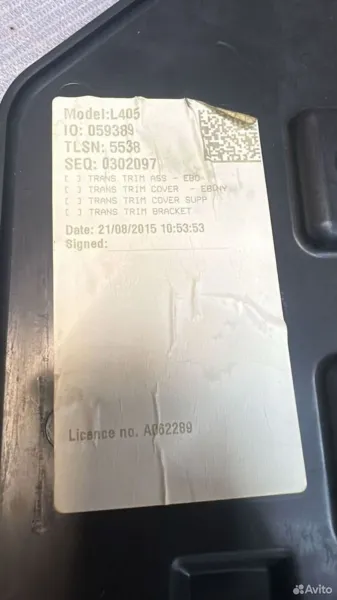 Model:L405
IO: 059389
TLSN: 5538
SEQ: 0302097
[ ] TRANS TRIM ASS - EBO
[ ] TRANS TRIM COVER - EBONY
[ ] TRANS TRIM COVER SUPP
[ ] TRANS TRIM BRACKET
Date: 21/08/2015 10:53:53
Signed:
Licence no. A062289
Avito